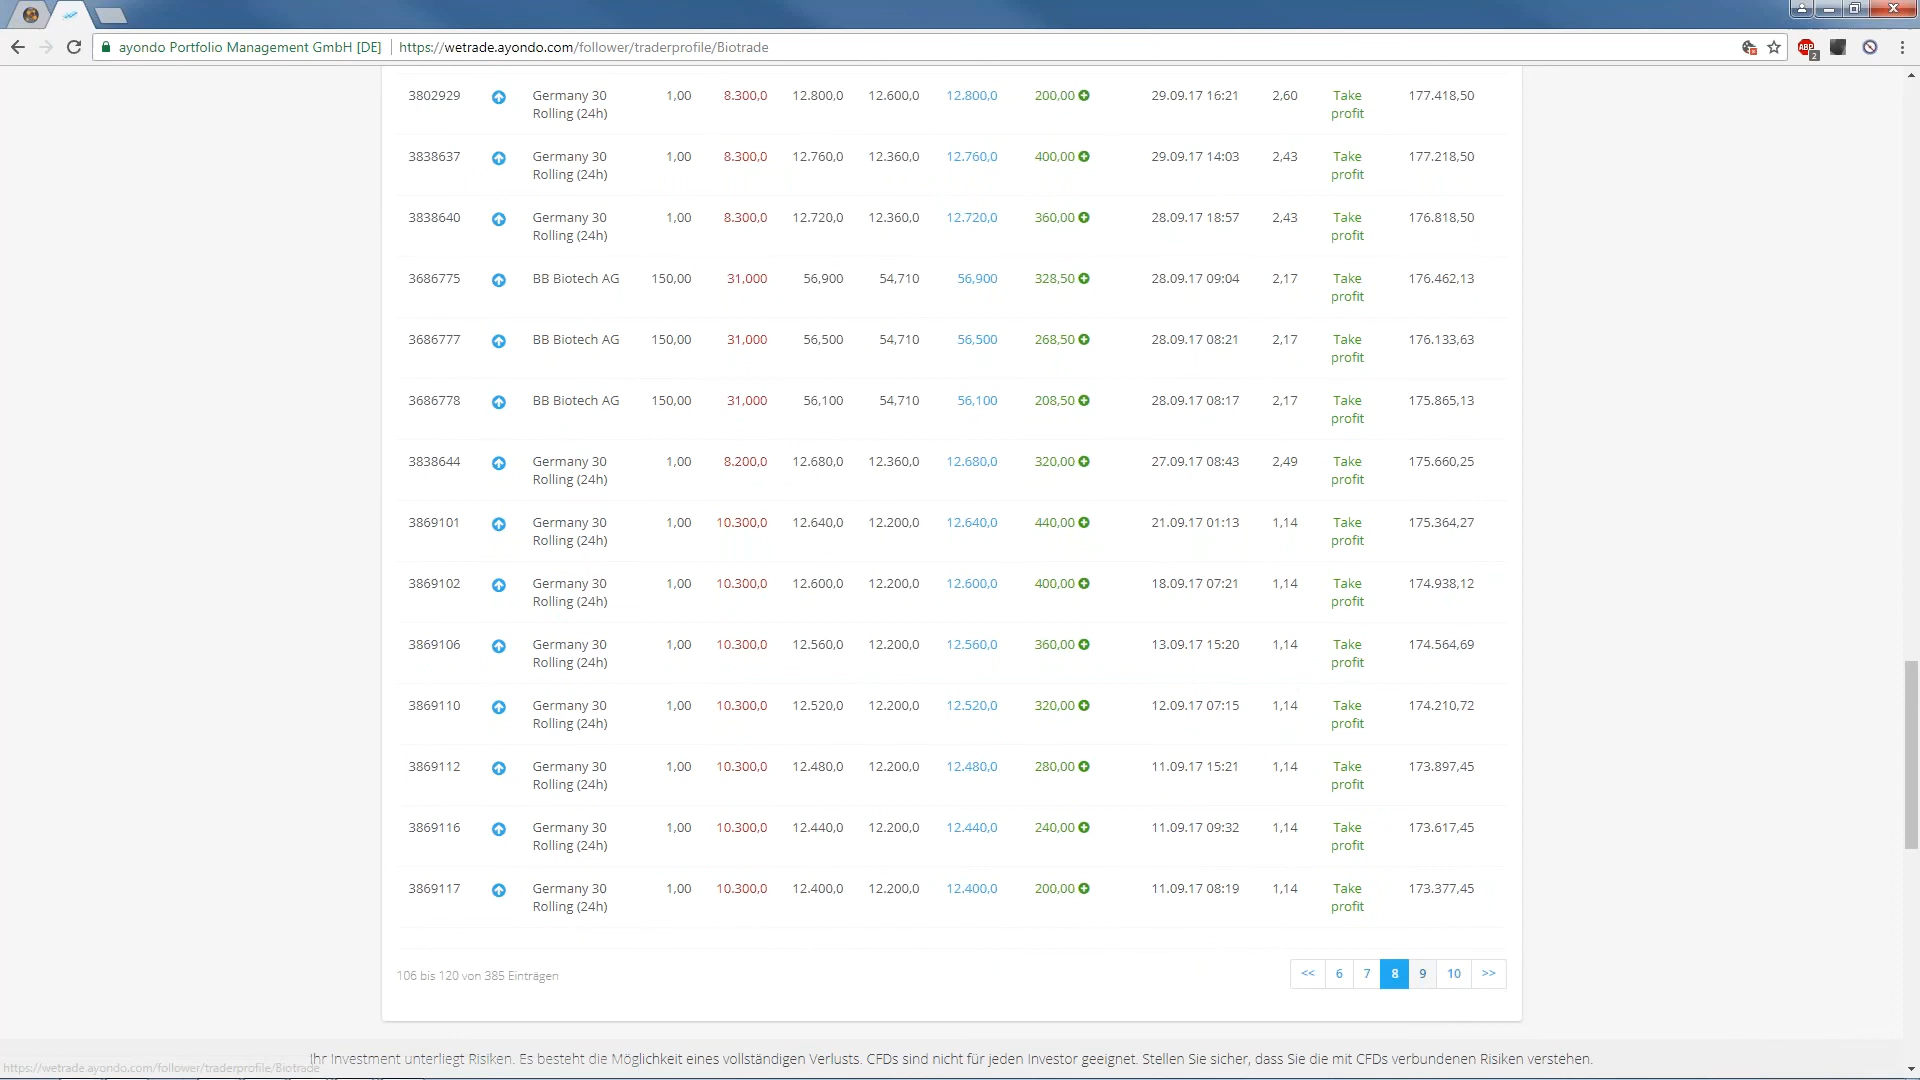 ayondo Portfolio Management GmbH [DE] https://wetrade.ayondo.com/follower/traderprofile/Biotrade
ABP
2
3802929 Germany 30 1,00 8.300,0 12.800,0 12.600,0 12.800,0 200,00 29.09.17 16:21 2,60 Take 177.418,50
Rolling (24h) profit
3838637 Germany 30 1,00 8.300,0 12.760,0 12.360,0 12.760,0 400,00 29.09.17 14:03 2,43 Take 177.218,50
Rolling (24h) profit
3838640 Germany 30 1,00 8.300,0 12.720,0 12.360,0 12.720,0 360,00 28.09.17 18:57 2,43 Take 176.818,50
Rolling (24h) profit
3686775 BB Biotech AG 150,00 31,000 56,900 54,710 56,900 328,50 28.09.17 09:04 2,17 Take 176.462,13
profit
3686777 BB Biotech AG 150,00 31,000 56,500 54,710 56,500 268,50 28.09.17 08:21 2,17 Take 176.133,63
profit
3686778 BB Biotech AG 150,00 31,000 56,100 54,710 56,100 208,50 28.09.17 08:17 2,17 Take 175.865,13
profit
3838644 Germany 30 1,00 8.200,0 12.680,0 12.360,0 12.680,0 320,00 27.09.17 08:43 2,49 Take 175.660,25
Rolling (24h) profit
3869101 Germany 30 1,00 10.300,0 12.640,0 12.200,0 12.640,0 440,00 21.09.17 01:13 1,14 Take 175.364,27
Rolling (24h) profit
3869102 Germany 30 1,00 10.300,0 12.600,0 12.200,0 12.600,0 400,00 18.09.17 07:21 1,14 Take 174.938,12
Rolling (24h) profit
3869106 Germany 30 1,00 10.300,0 12.560,0 12.200,0 12.560,0 360,00 13.09.17 15:20 1,14 Take 174.564,69
Rolling (24h) profit
3869110 Germany 30 1,00 10.300,0 12.520,0 12.200,0 12.520,0 320,00 12.09.17 07:15 1,14 Take 174.210,72
Rolling (24h) profit
3869112 Germany 30 1,00 10.300,0 12.480,0 12.200,0 12.480,0 280,00 11.09.17 15:21 1,14 Take 173.897,45
Rolling (24h) profit
3869116 Germany 30 1,00 10.300,0 12.440,0 12.200,0 12.440,0 240,00 11.09.17 09:32 1,14 Take 173.617,45
Rolling (24h) profit
3869117 Germany 30 1,00 10.300,0 12.400,0 12.200,0 12.400,0 200,00 11.09.17 08:19 1,14 Take 173.377,45
Rolling (24h) profit
106 bis 120 von 385 Einträgen << 6 7 8 9 10 >>
Ihr Investment unterliegt Risiken. Es besteht die Möglichkeit eines vollständigen Verlusts. CFDs sind nicht für jeden Investor geeignet. Stellen Sie sicher, dass Sie die mit CFDs verbundenen Risiken verstehen.
https://wetrade.ayondo.com/follower/traderprofile/Biotrade